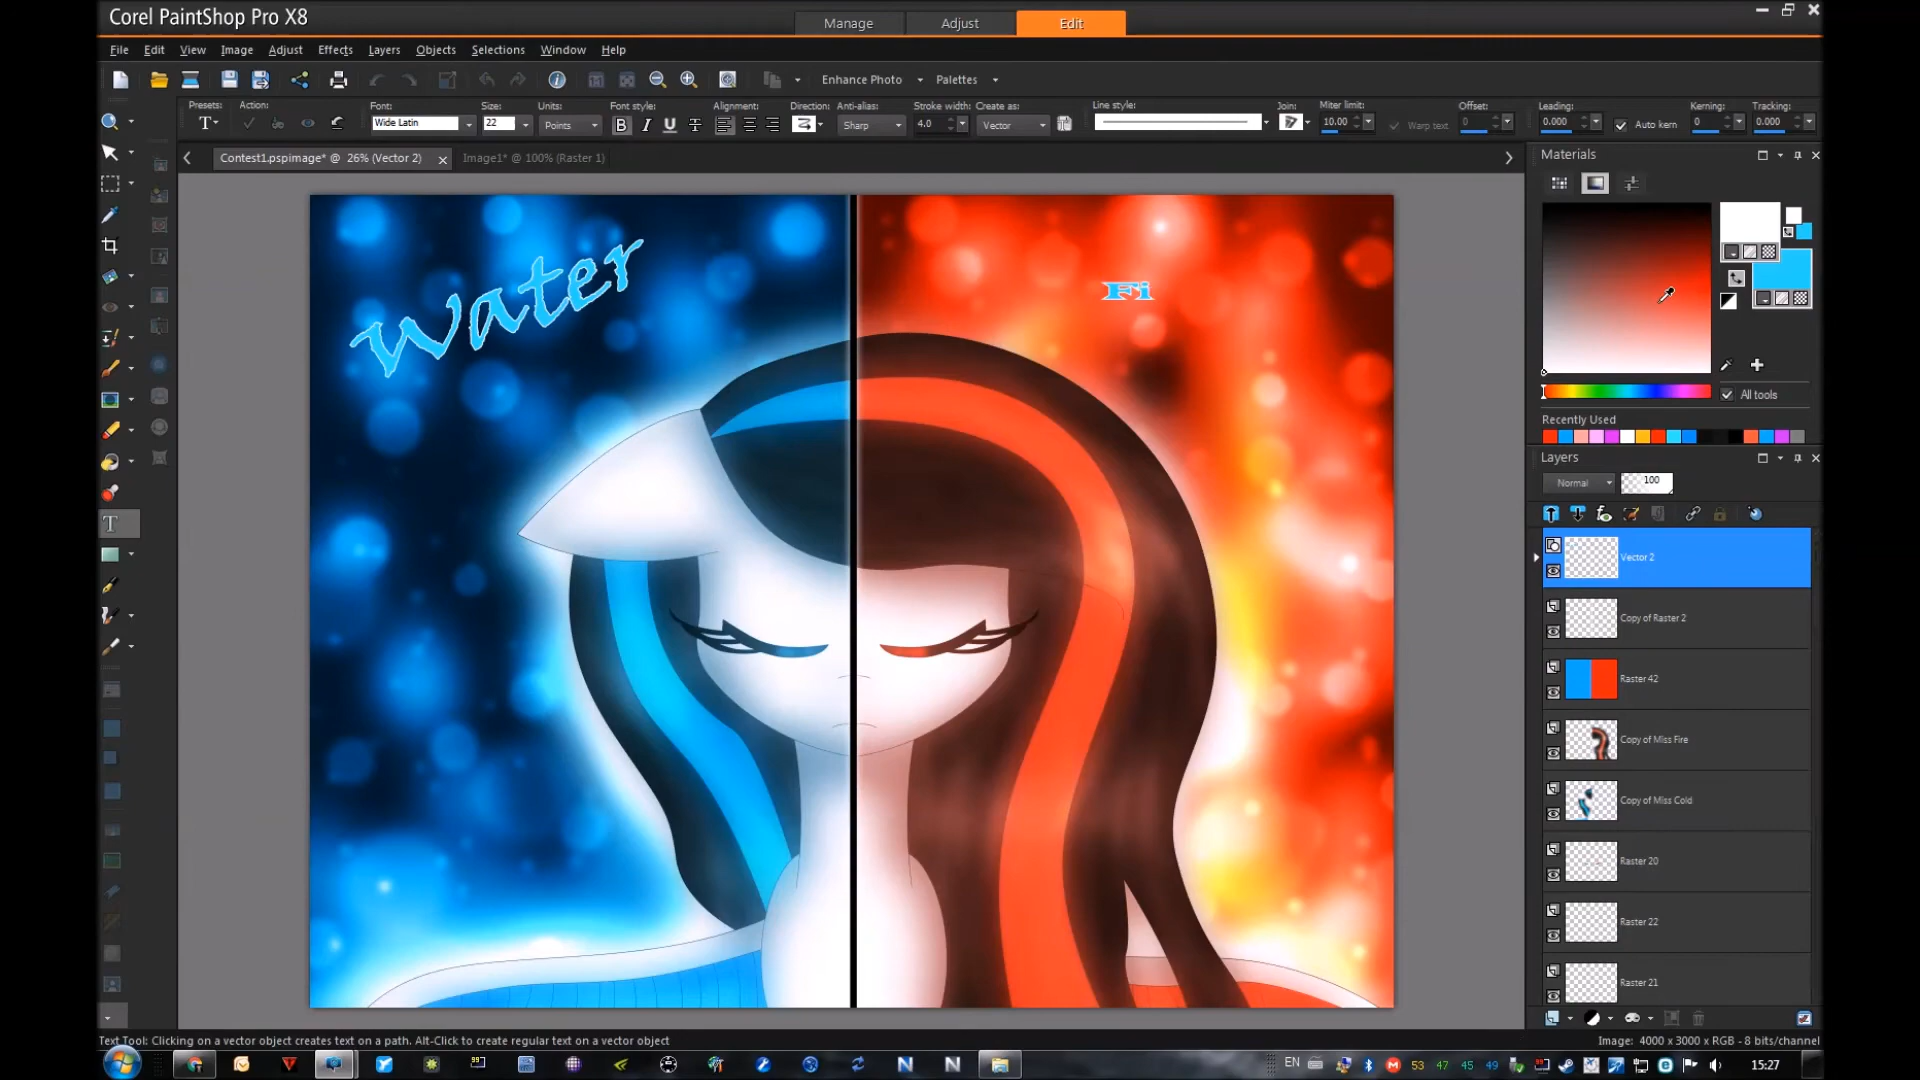 Corel PaintShop Pro X8
Manage Adjust Edit
File Edit View Image Adjust Effects Layers Objects Selections Window Help
Enhance Photo Palettes
Presets: Action: Font: Size: Units: Font style: Alignment: Direction: Anti-alias: Stroke width: Create as: Line style: Join: Miter limit: Offset: Leading: Kerning: Tracking:
Wide Latin 22 Points B I U T Sharp 4.0 Vector 10.00 Warp text 0 0.000 Auto kern 0 0.000
Contest1.pspimage* @ 26% (Vector 2) Image1* @ 100% (Raster 1)
Materials
Water
Fi
All tools
Recently Used
Layers
Normal 100
Vector 2
Copy of Raster 2
Raster 42
Copy of Miss Fire
Copy of Miss Cold
Raster 20
Raster 22
Raster 21
Text Tool: Clicking on a vector object creates text on a path. Alt-Click to create regular text on a vector object
Image: 4000 x 3000 x RGB - 8 bits/channel
EN 53 47 45 49 15:27